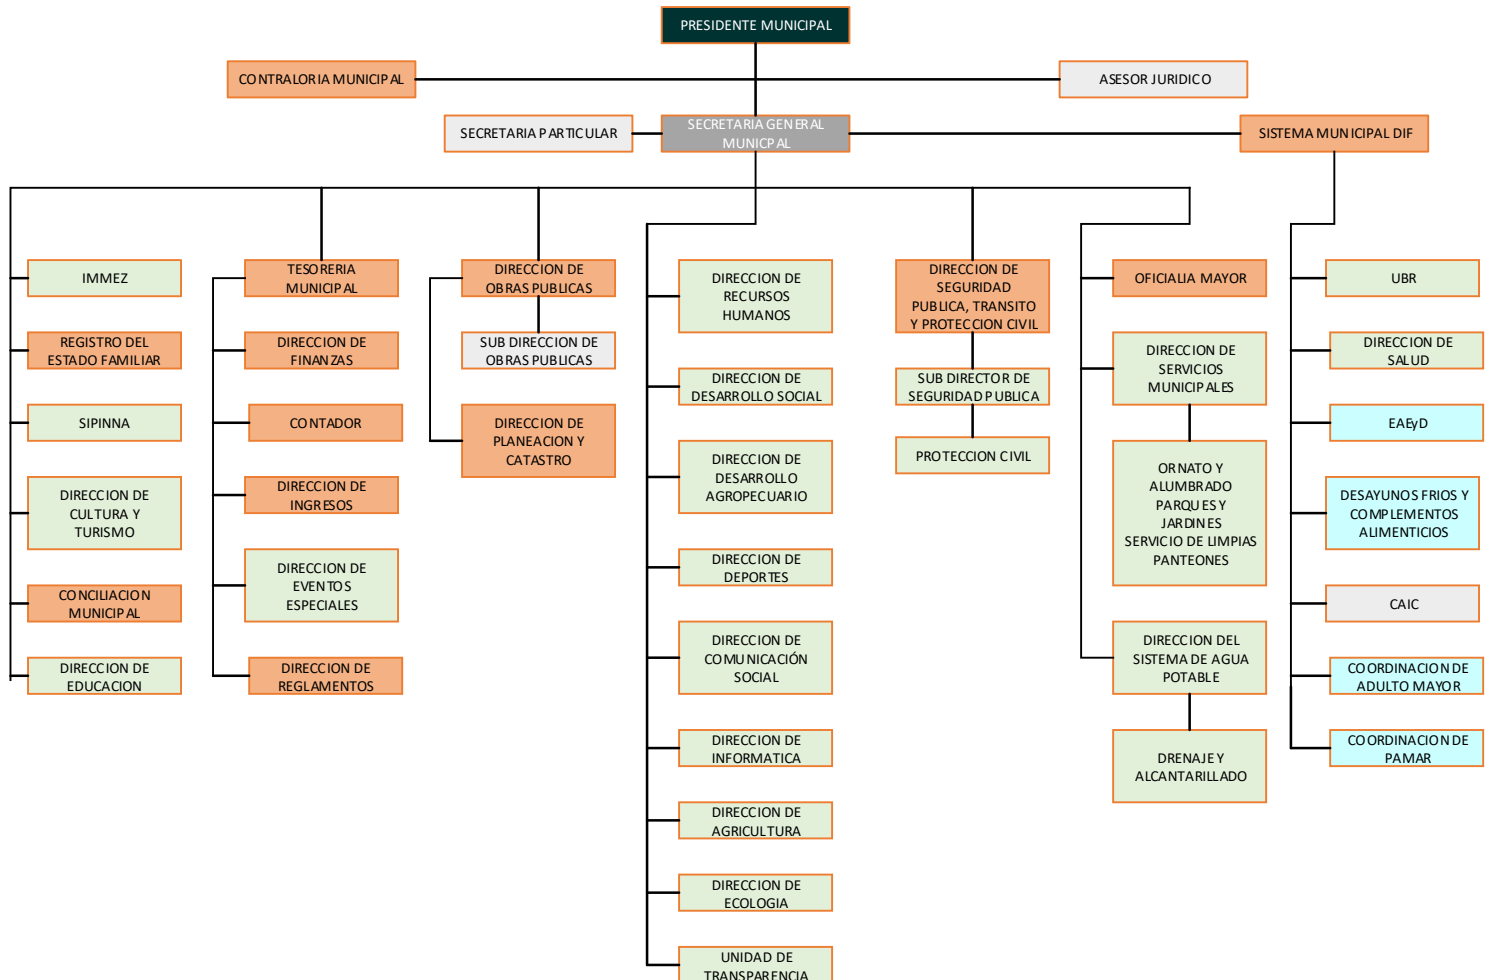 PRESIDENTE MUNICIPAL
CONTRALORIA MUNICIPAL
ASESOR JURIDICO
SECRETARIA PARTICULAR
SECRETARIA GENERAL
MUNICPAL
SISTEMA MUNICIPAL DIF
IMMEZ
REGISTRO DEL
ESTADO FAMILIAR
SIPINNA
DIRECCION DE
CULTURA Y
TURISMO
CONCILIACION
MUNICIPAL
DIRECCION DE
EDUCACION
TESORERIA
MUNICIPAL
DIRECCION DE
FINANZAS
CONTADOR
DIRECCION DE
INGRESOS
DIRECCION DE
EVENTOS
ESPECIALES
DIRECCION DE
REGLAMENTOS
DIRECCION DE
OBRAS PUBLICAS
SUB DIRECCION DE
OBRAS PUBLICAS
DIRECCION DE
PLANEACION Y
CATASTRO
DIRECCION DE
RECURSOS
HUMANOS
DIRECCION DE
DESARROLLO SOCIAL
DIRECCION DE
DESARROLLO
AGROPECUARIO
DIRECCION DE
DEPORTES
DIRECCION DE
COMUNICACIÓN
SOCIAL
DIRECCION DE
INFORMATICA
DIRECCION DE
AGRICULTURA
DIRECCION DE
ECOLOGIA
UNIDAD DE
TRANSPARENCIA
DIRECCION DE
SEGURIDAD
PUBLICA, TRANSITO
Y PROTECCION CIVIL
SUB DIRECTOR DE
SEGURIDAD PUBLICA
PROTECCION CIVIL
OFICIALIA MAYOR
DIRECCION DE
SERVICIOS
MUNICIPALES
ORNATO Y
ALUMBRADO
PARQUES Y
JARDINES
SERVICIO DE LIMPIAS
PANTEONES
DIRECCION DEL
SISTEMA DE AGUA
POTABLE
DRENAJE Y
ALCANTARILLADO
UBR
DIRECCION DE
SALUD
EAEyD
DESAYUNOS FRIOS Y
COMPLEMENTOS
ALIMENTICIOS
CAIC
COORDINACION DE
ADULTO MAYOR
COORDINACION DE
PAMAR